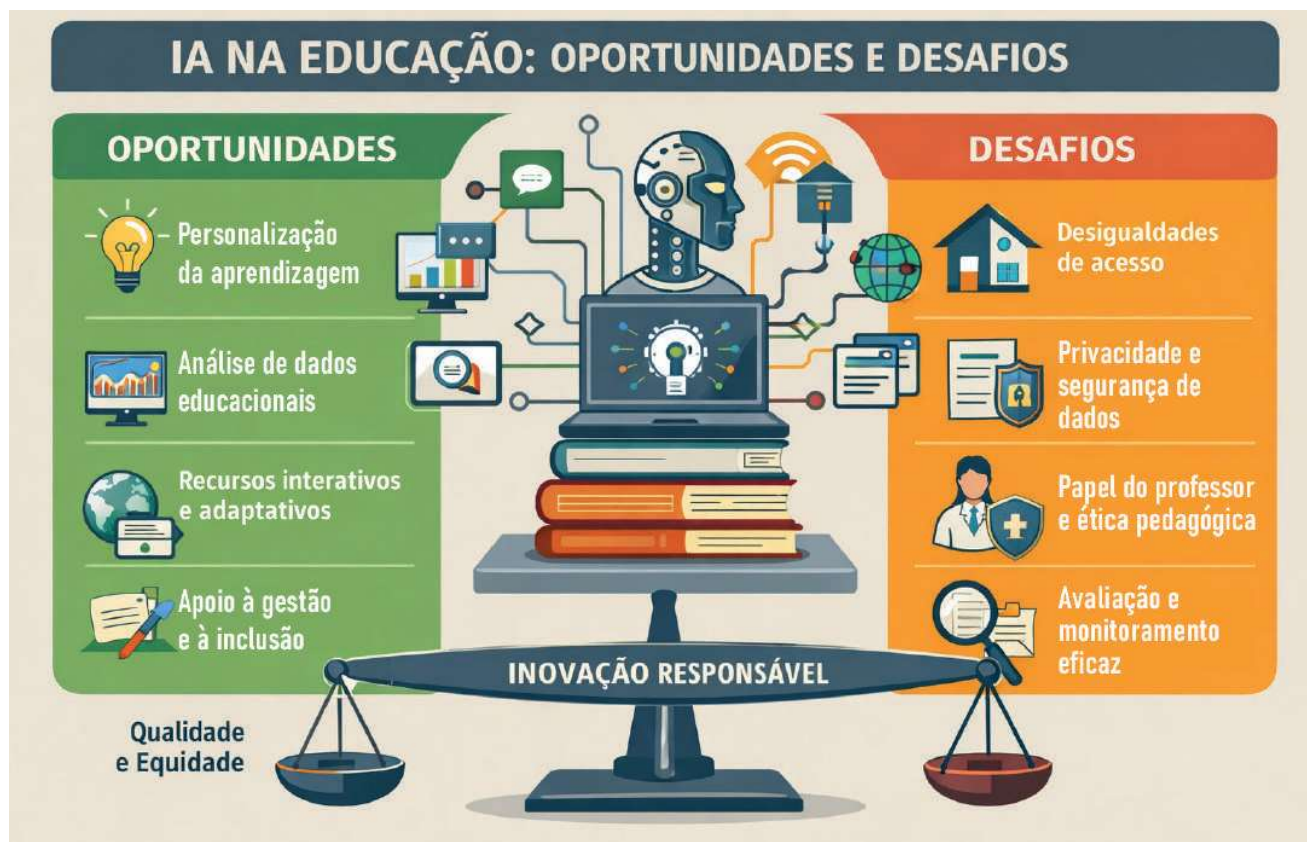 IA NA EDUCAÇÃO: OPORTUNIDADES E DESAFIOS
OPORTUNIDADES
Personalização
da aprendizagem
Análise de dados
educacionais
Recursos interativos
e adaptativos
Apoio à gestão
e à inclusão
DESAFIOS
Desigualdades
de acesso
Privacidade e
segurança de
dados
Papel do professor
e ética pedagógica
Avaliação e
monitoramento
eficaz
INOVAÇÃO RESPONSÁVEL
Qualidade
e Equidade